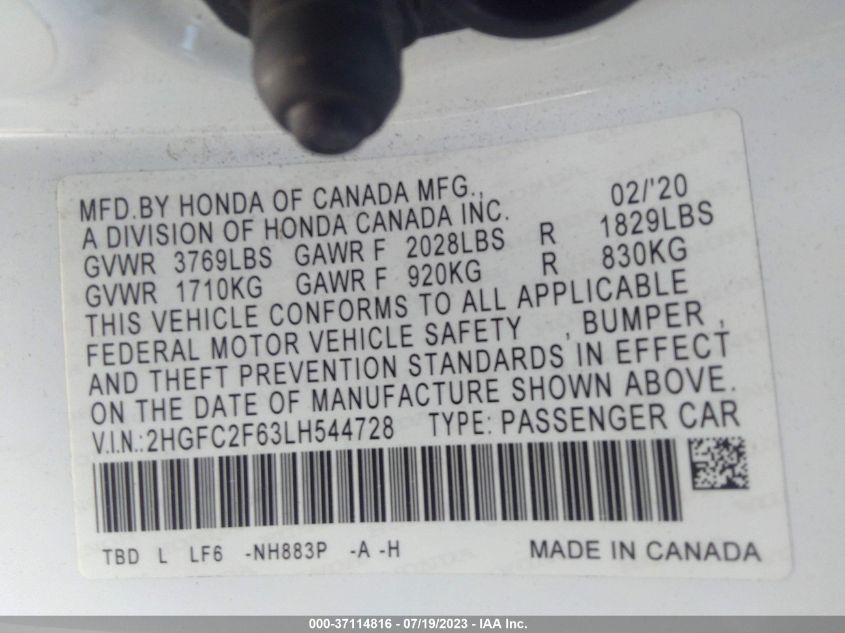 MFD.BY HONDA OF CANADA MFG., 02/'20
A DIVISION OF HONDA CANADA INC.
GVWR 3769LBS GAWR F 2028LBS R 1829LBS
GVWR 1710KG GAWR F 920KG R 830KG
THIS VEHICLE CONFORMS TO ALL APPLICABLE
FEDERAL MOTOR VEHICLE SAFETY , BUMPER ,
AND THEFT PREVENTION STANDARDS IN EFFECT
ON THE DATE OF MANUFACTURE SHOWN ABOVE.
V.I.N.:2HGFC2F63LH544728 TYPE: PASSENGER CAR
TBD L LF6 -NH883P -A -H MADE IN CANADA
000-37114816 - 07/19/2023 - IAA Inc.